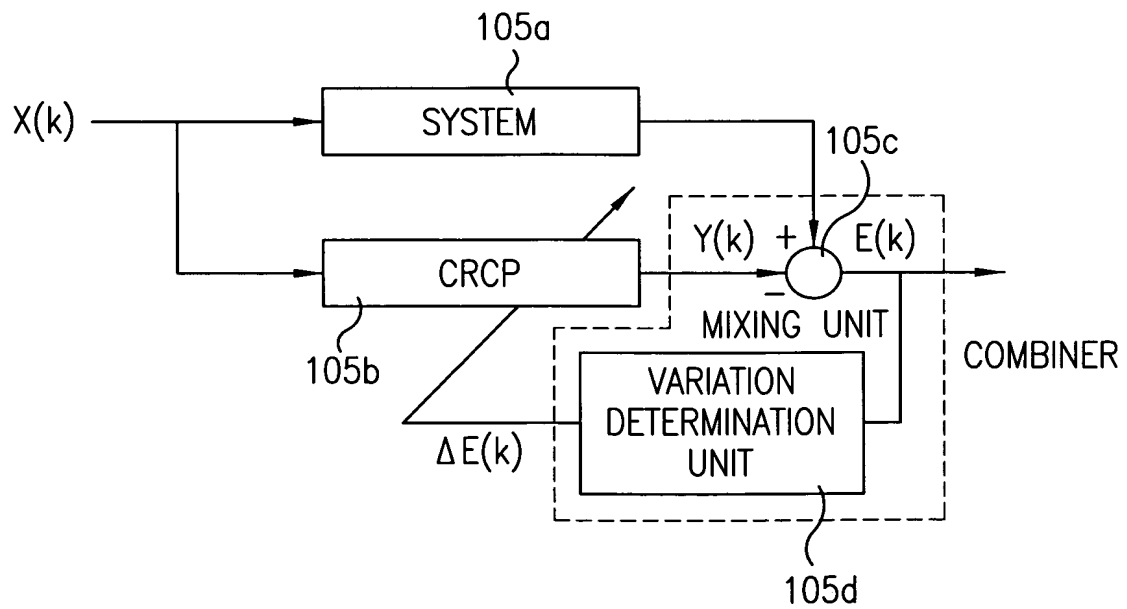 105a
X(k)
SYSTEM
105c
Y(k) + E(k)
CRCP
−
MIXING UNIT
COMBINER
105b
VARIATION
DETERMINATION
UNIT
ΔE(k)
105d